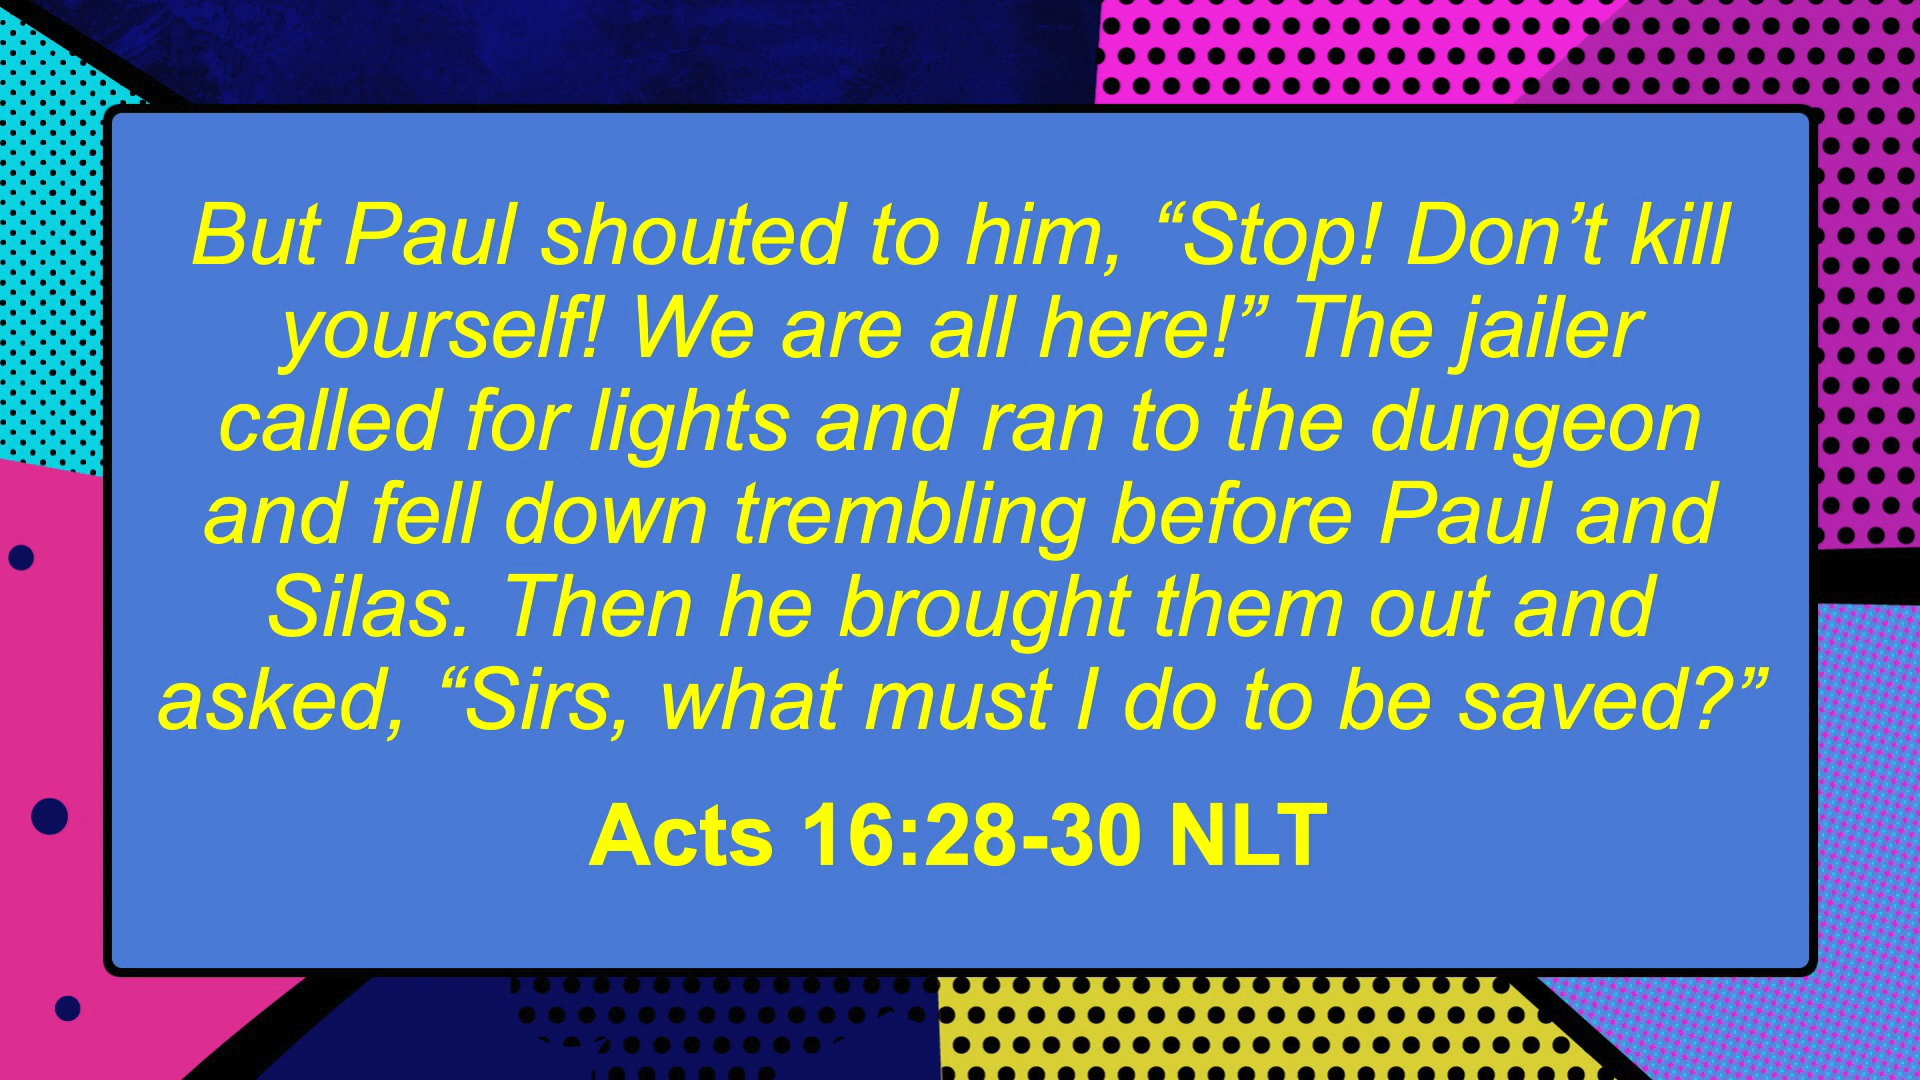 But Paul shouted to him, “Stop! Don’t kill
yourself! We are all here!” The jailer
called for lights and ran to the dungeon
and fell down trembling before Paul and
Silas. Then he brought them out and
asked, “Sirs, what must I do to be saved?”
Acts 16:28-30 NLT